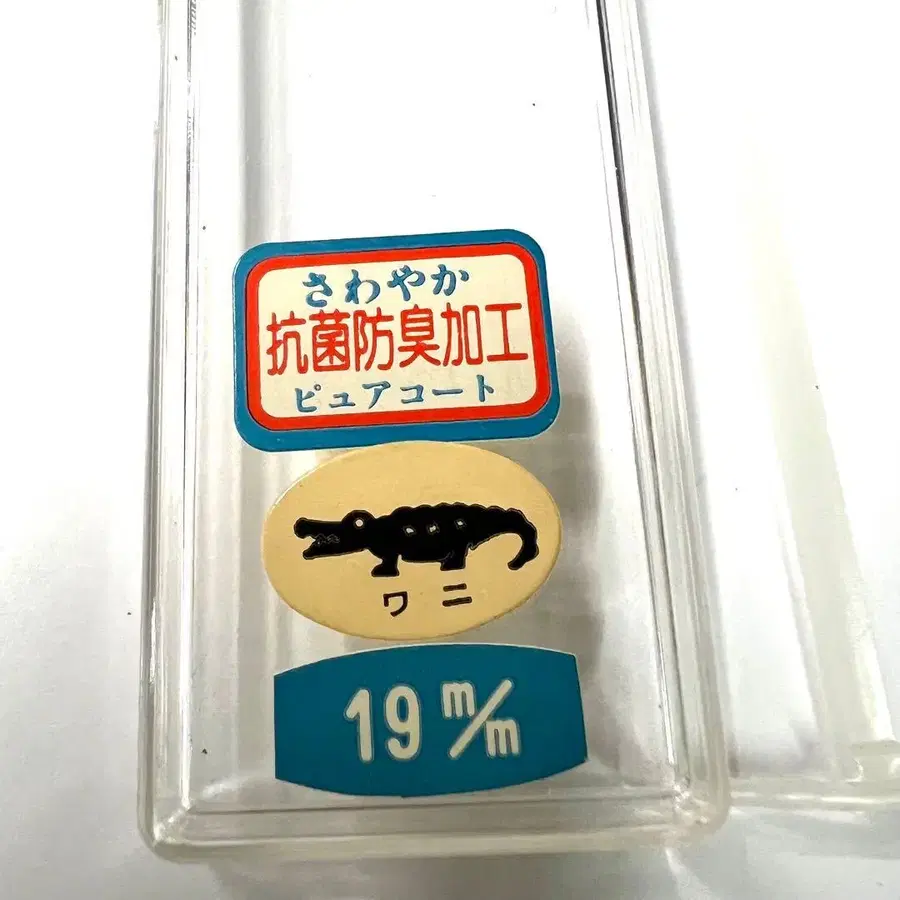 さわやか
抗菌防臭加工
ピュアコート
ワニ
19 m/m